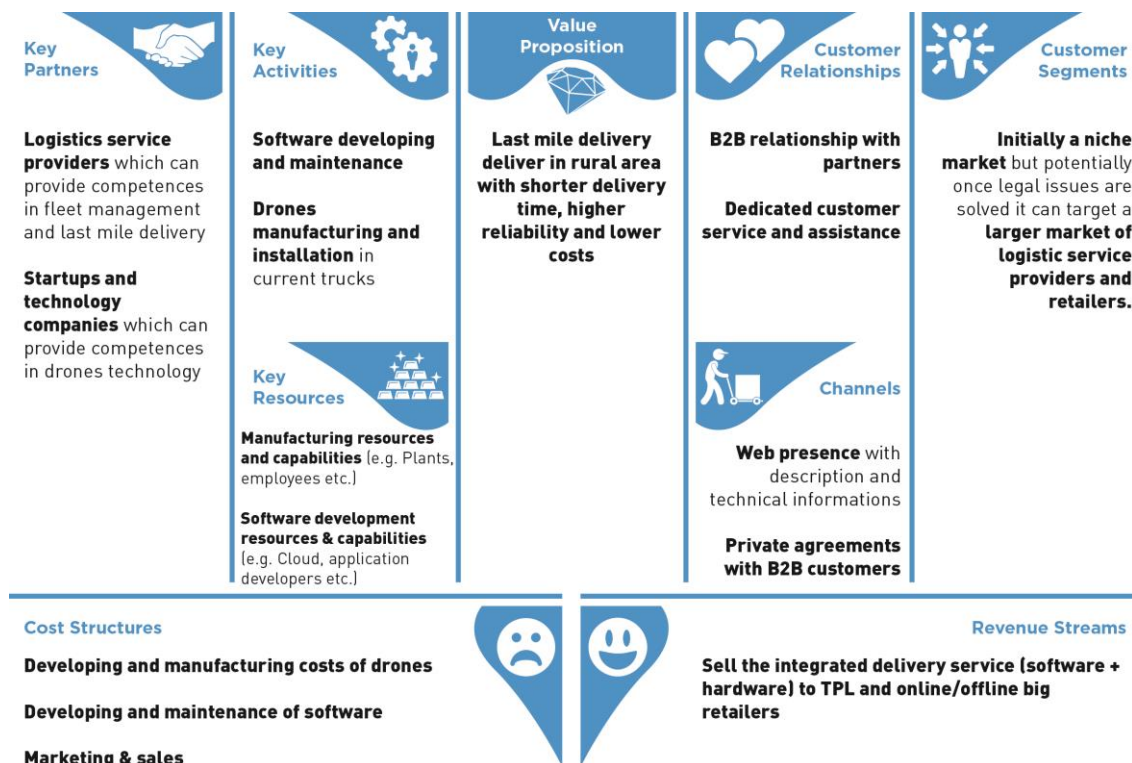 Key
Partners
Logistics service
providers which can
provide competences
in fleet management
and last mile delivery
Startups and
technology
companies which can
provide competences
in drones technology
Key
Activities
Software developing
and maintenance
Drones
manufacturing and
installation in
current trucks
Key
Resources
Manufacturing resources
and capabilities (e.g. Plants,
employees etc.)
Software development
resources & capabilities
(e.g. Cloud, application
developers etc.)
Value
Proposition
Last mile delivery
deliver in rural area
with shorter delivery
time, higher
reliability and lower
costs
Customer
Relationships
B2B relationship with
partners
Dedicated customer
service and assistance
Channels
Web presence with
description and
technical informations
Private agreements
with B2B customers
Customer
Segments
Initially a niche
market but potentially
once legal issues are
solved it can target a
larger market of
logistic service
providers and
retailers.
Cost Structures
Developing and manufacturing costs of drones
Developing and maintenance of software
Marketing & sales
Revenue Streams
Sell the integrated delivery service (software +
hardware) to TPL and online/offline big
retailers